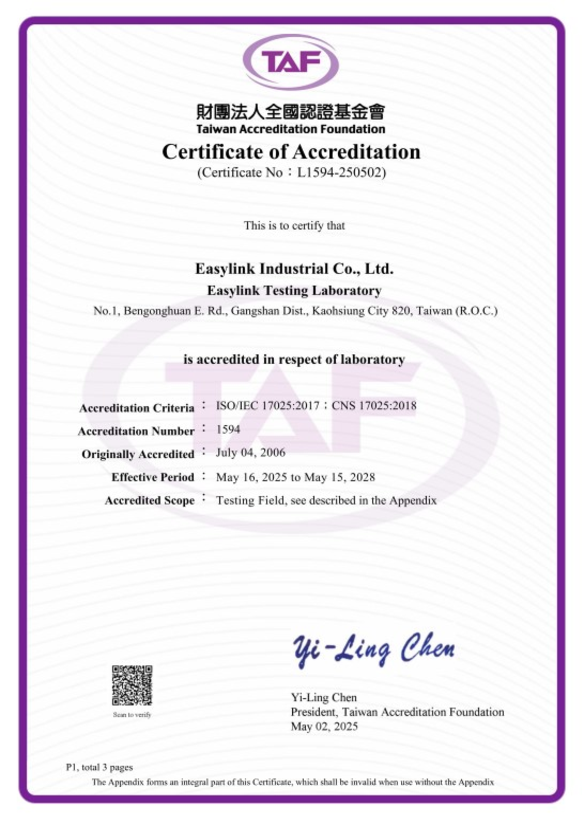 TAF
財團法人全國認證基金會
Taiwan Accreditation Foundation
Certificate of Accreditation
(Certificate No：L1594-250502)
This is to certify that
Easylink Industrial Co., Ltd.
Easylink Testing Laboratory
No.1, Bengonghuan E. Rd., Gangshan Dist., Kaohsiung City 820, Taiwan (R.O.C.)
is accredited in respect of laboratory
Accreditation Criteria： ISO/IEC 17025:2017；CNS 17025:2018
Accreditation Number： 1594
Originally Accredited： July 04, 2006
Effective Period： May 16, 2025 to May 15, 2028
Accredited Scope： Testing Field, see described in the Appendix
Yi-Ling Chen
Yi-Ling Chen
President, Taiwan Accreditation Foundation
May 02, 2025
Scan to verify
P1, total 3 pages
The Appendix forms an integral part of this Certificate, which shall be invalid when use without the Appendix